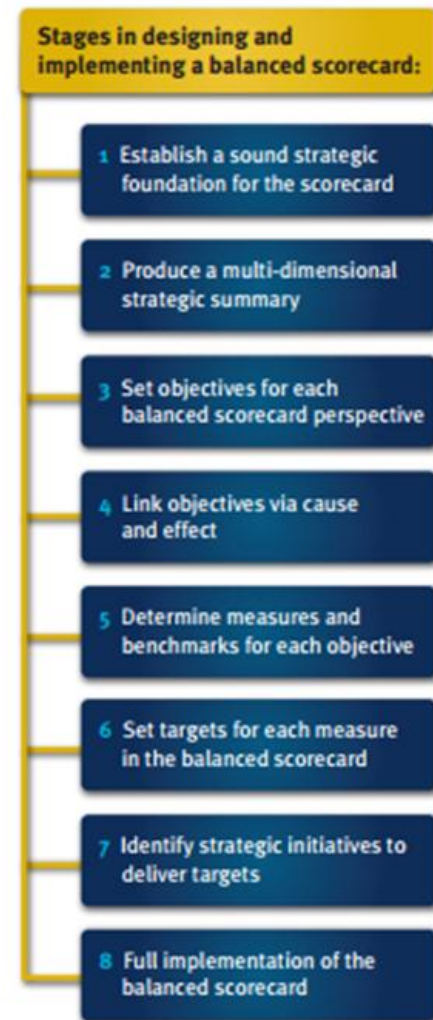 Stages in designing and
implementing a balanced scorecard:
1 Establish a sound strategic
foundation for the scorecard
2 Produce a multi-dimensional
strategic summary
3 Set objectives for each
balanced scorecard perspective
4 Link objectives via cause
and effect
5 Determine measures and
benchmarks for each objective
6 Set targets for each measure
in the balanced scorecard
7 Identify strategic initiatives to
deliver targets
8 Full implementation of the
balanced scorecard